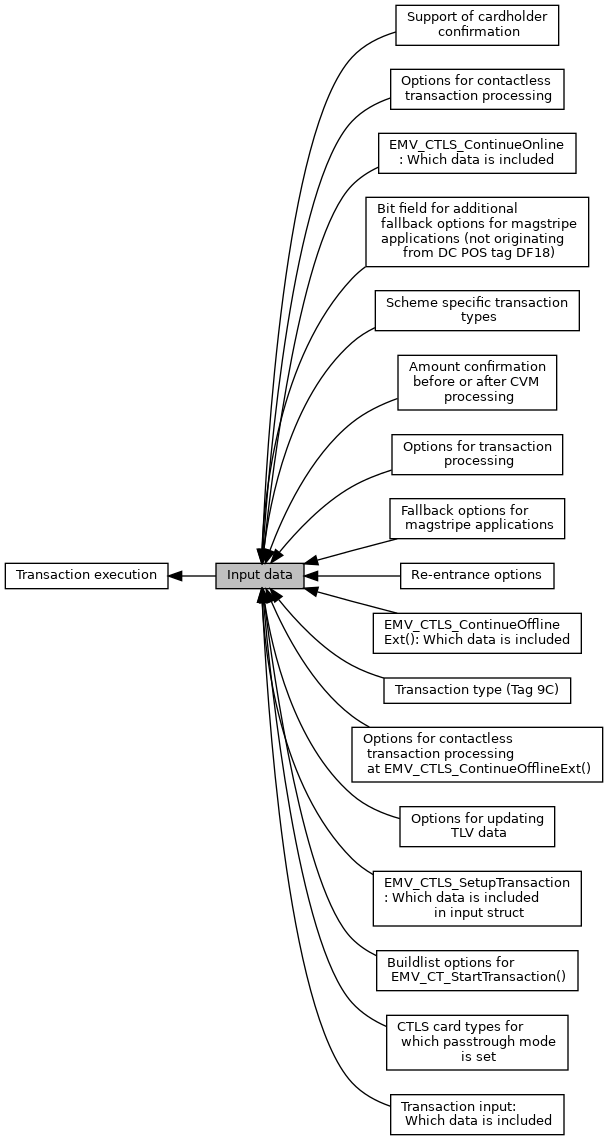 Support of cardholder
confirmation
Options for contactless
transaction processing
EMV_CTLS_ContinueOnline
: Which data is included
Bit field for additional
fallback options for magstripe
applications (not originating
from DC POS tag DF18)
Scheme specific transaction
types
Amount confirmation
before or after CVM
processing
Options for transaction
processing
Fallback options for
magstripe applications
Transaction execution
Input data
Re-entrance options
EMV_CTLS_ContinueOffline
Ext(): Which data is included
Transaction type (Tag 9C)
Options for contactless
transaction processing
at EMV_CTLS_ContinueOfflineExt()
Options for updating
TLV data
EMV_CTLS_SetupTransaction
: Which data is included
in input struct
Buildlist options for
EMV_CT_StartTransaction()
CTLS card types for
which passtrough mode
is set
Transaction input:
Which data is included